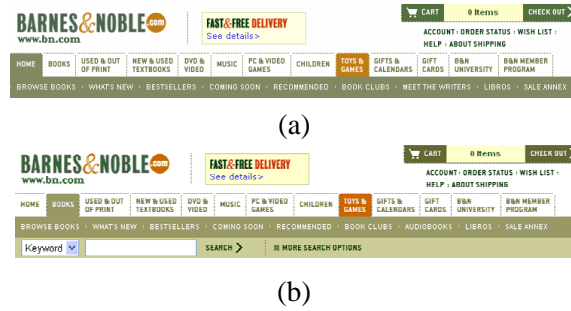 BARNES&NOBLE.com
www.bn.com
FAST&FREE DELIVERY
See details>
CART 0 Items CHECK OUT
ACCOUNT ORDER STATUS WISH LIST
HELP ABOUT SHIPPING
HOME BOOKS USED & OUT OF PRINT NEW & USED TEXTBOOKS DVD & VIDEO MUSIC PC & VIDEO GAMES CHILDREN TOYS & GAMES GIFTS & CALENDARS GIFT CARDS B&N UNIVERSITY B&N MEMBER PROGRAM
BROWSE BOOKS WHAT'S NEW BESTSELLERS COMING SOON RECOMMENDED BOOK CLUBS MEET THE WRITERS LIBROS SALE ANNEX
(a)
BARNES&NOBLE.com
www.bn.com
FAST&FREE DELIVERY
See details>
CART 0 Items CHECK OUT
ACCOUNT ORDER STATUS WISH LIST
HELP ABOUT SHIPPING
HOME BOOKS USED & OUT OF PRINT NEW & USED TEXTBOOKS DVD & VIDEO MUSIC PC & VIDEO GAMES CHILDREN TOYS & GAMES GIFTS & CALENDARS GIFT CARDS B&N UNIVERSITY B&N MEMBER PROGRAM
BROWSE BOOKS WHAT'S NEW BESTSELLERS COMING SOON RECOMMENDED BOOK CLUBS AUDIOBOOKS LIBROS SALE ANNEX
Keyword SEARCH > MORE SEARCH OPTIONS
(b)